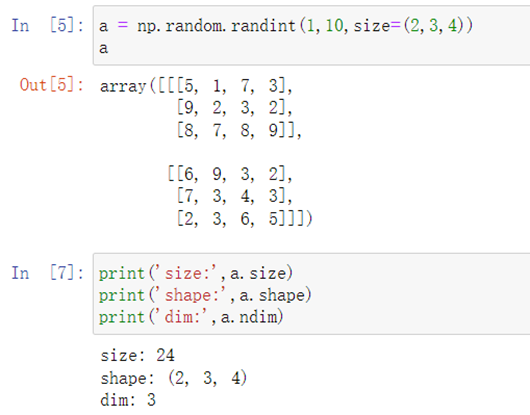 In [5]: a = np.random.randint(1,10,size=(2,3,4))
a
Out[5]: array([[[5, 1, 7, 3],
[9, 2, 3, 2],
[8, 7, 8, 9]],
[[6, 9, 3, 2],
[7, 3, 4, 3],
[2, 3, 6, 5]]])
In [7]: print('size:',a.size)
print('shape:',a.shape)
print('dim:',a.ndim)
size: 24
shape: (2, 3, 4)
dim: 3